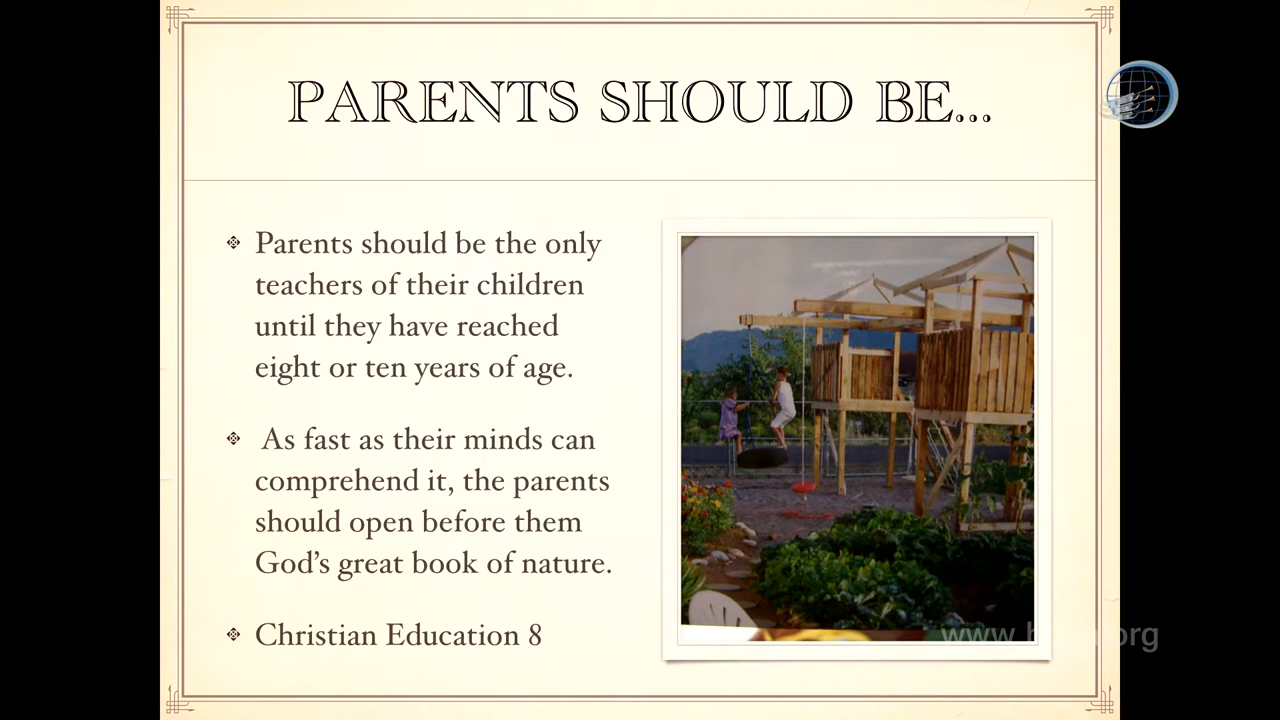 PARENTS SHOULD BE...
Parents should be the only
teachers of their children
until they have reached
eight or ten years of age.
As fast as their minds can
comprehend it, the parents
should open before them
God's great book of nature.
Christian Education 8